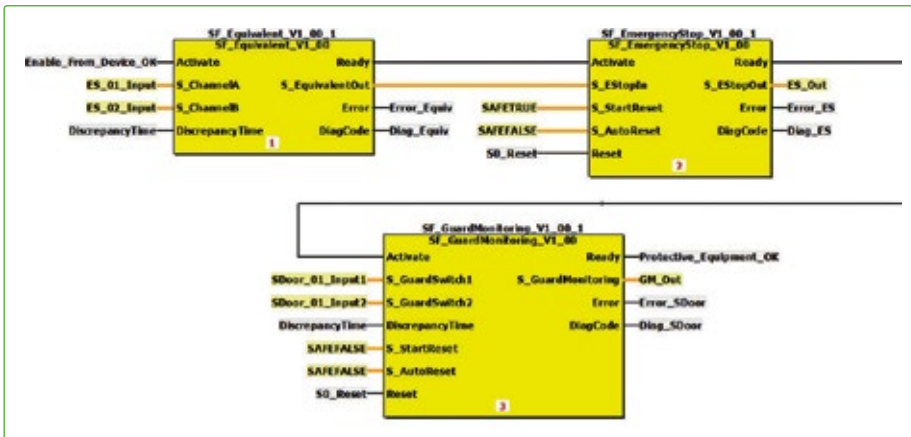 SF_Equivalent_V1_00_1
SF_Equivalent_V1_00
Enable_From_Device_OK Activate Ready
ES_01_Input S_ChannelA S_EquivalentOut
ES_02_Input S_ChannelB Error Error_Equiv
DiscrepancyTime DiscrepancyTime DiagCode Diag_Equiv
1
SF_EmergencyStop_V1_00_1
SF_EmergencyStop_V1_00
Activate Ready
S_EStopIn S_EStopOut ES_Out
SAFETRUE S_StartReset Error Error_ES
SAFEFALSE S_AutoReset DiagCode Diag_ES
S0_Reset Reset
2
SF_GuardMonitoring_V1_00_1
SF_GuardMonitoring_V1_00
Activate Ready Protective_Equipment_OK
SDoor_01_Input1 S_GuardSwitch1 S_GuardMonitoring GM_Out
SDoor_01_Input2 S_GuardSwitch2 Error Error_SDoor
DiscrepancyTime DiscrepancyTime DiagCode Diag_SDoor
SAFEFALSE S_StartReset
SAFEFALSE S_AutoReset
S0_Reset Reset
3